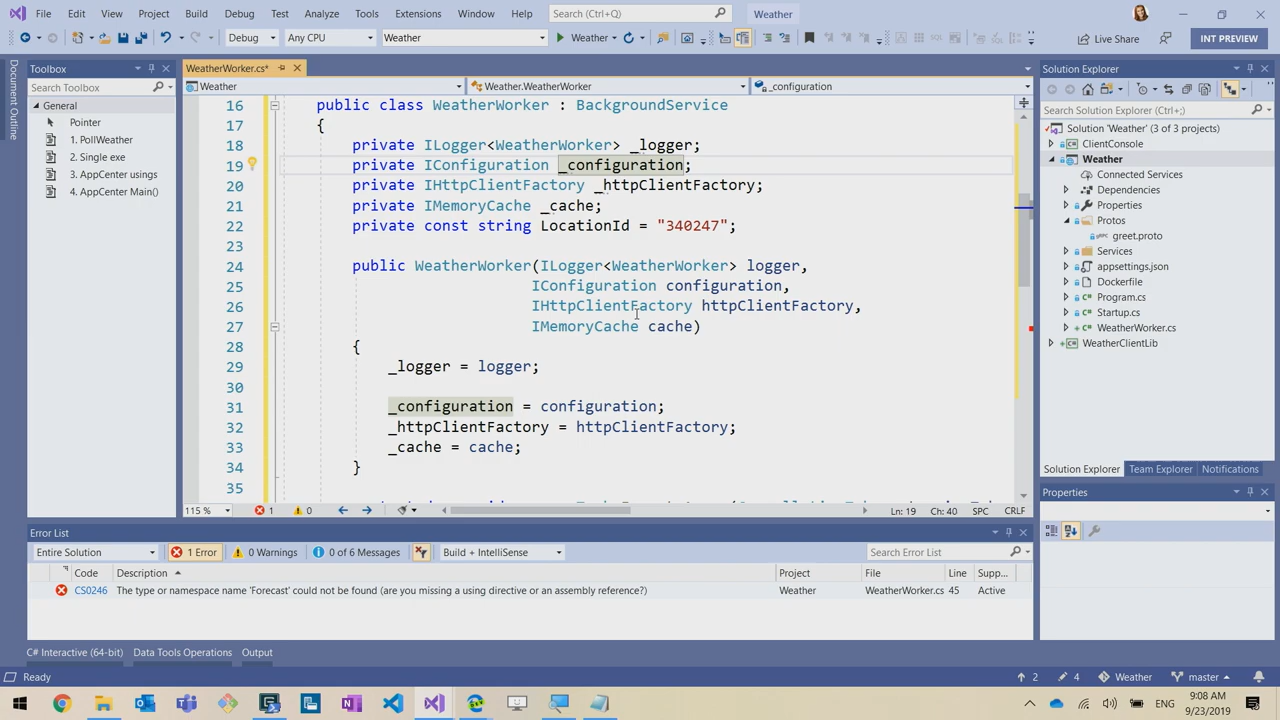 File Edit View Project Build Debug Test Analyze Tools Extensions Window Help Search (Ctrl+Q) Weather
Debug Any CPU Weather Weather Live Share INT PREVIEW
Document Outline
Toolbox
Search Toolbox
General
Pointer
1. PollWeather
2. Single exe
3. AppCenter usings
4. AppCenter Main()
WeatherWorker.cs*
Weather Weather.WeatherWorker _configuration
16 public class WeatherWorker : BackgroundService
17 {
18 private ILogger<WeatherWorker> _logger;
19 private IConfiguration _configuration;
20 private IHttpClientFactory _httpClientFactory;
21 private IMemoryCache _cache;
22 private const string LocationId = "340247";
23
24 public WeatherWorker(ILogger<WeatherWorker> logger,
25 IConfiguration configuration,
26 IHttpClientFactory httpClientFactory,
27 IMemoryCache cache)
28 {
29 _logger = logger;
30
31 _configuration = configuration;
32 _httpClientFactory = httpClientFactory;
33 _cache = cache;
34 }
35
115 % 1 0 Ln: 19 Ch: 40 SPC CRLF
Solution Explorer
Search Solution Explorer (Ctrl+;)
Solution 'Weather' (3 of 3 projects)
ClientConsole
Weather
Connected Services
Dependencies
Properties
Protos
greet.proto
Services
appsettings.json
Dockerfile
Program.cs
Startup.cs
WeatherWorker.cs
WeatherClientLib
Solution Explorer Team Explorer Notifications
Properties
Error List
Entire Solution 1 Error 0 Warnings 0 of 6 Messages Build + IntelliSense Search Error List
Code Description Project File Line Supp...
CS0246 The type or namespace name 'Forecast' could not be found (are you missing a using directive or an assembly reference?) Weather WeatherWorker.cs 45 Active
C# Interactive (64-bit) Data Tools Operations Output
Ready 2 4 Weather master
ENG 9:08 AM
9/23/2019